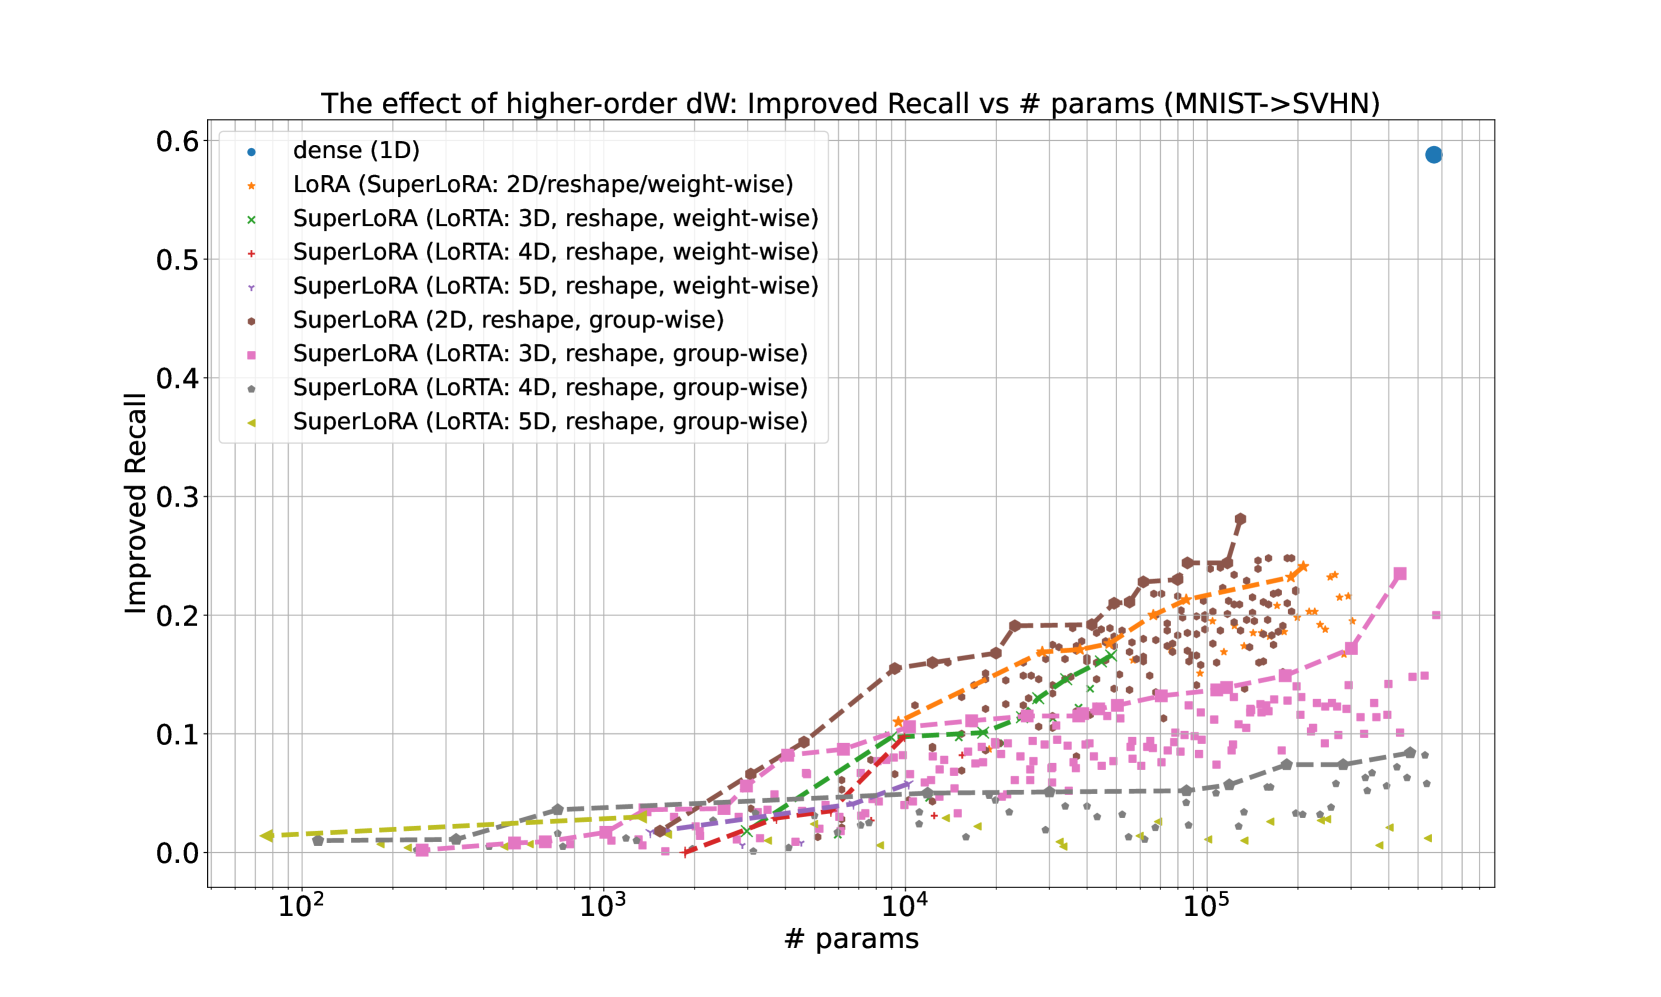 The effect of higher-order dW: Improved Recall vs # params (MNIST->SVHN)
0.6
0.5
0.4
0.3
0.2
0.1
0.0
Improved Recall
dense (1D)
LoRA (SuperLoRA: 2D/reshape/weight-wise)
SuperLoRA (LoRTA: 3D, reshape, weight-wise)
SuperLoRA (LoRTA: 4D, reshape, weight-wise)
SuperLoRA (LoRTA: 5D, reshape, weight-wise)
SuperLoRA (2D, reshape, group-wise)
SuperLoRA (LoRTA: 3D, reshape, group-wise)
SuperLoRA (LoRTA: 4D, reshape, group-wise)
SuperLoRA (LoRTA: 5D, reshape, group-wise)
10² 10³ 10⁴ 10⁵
# params